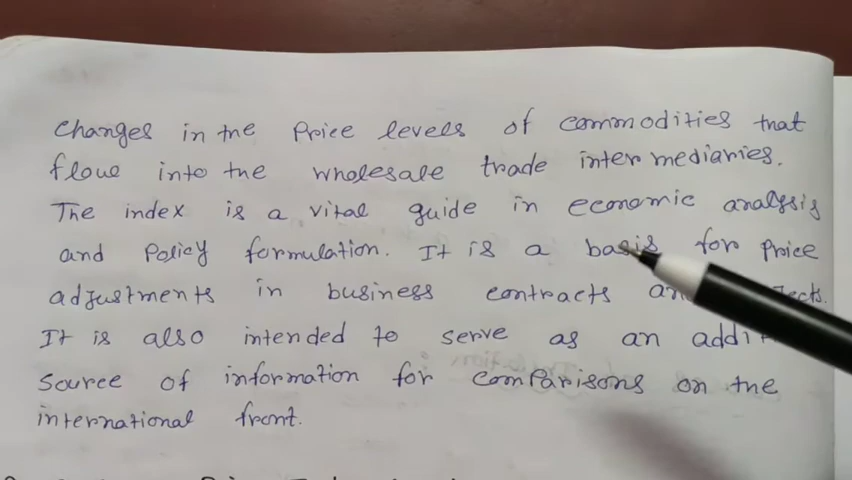 changes in the Price levels of commodities that
flow into the wholesale trade intermediaries.
The index is a vital guide in economic analysis
and Policy formulation. It is a basis for Price
adjustments in business contracts
It is also intended to serve as an
source of information for comparisons on the
international front.